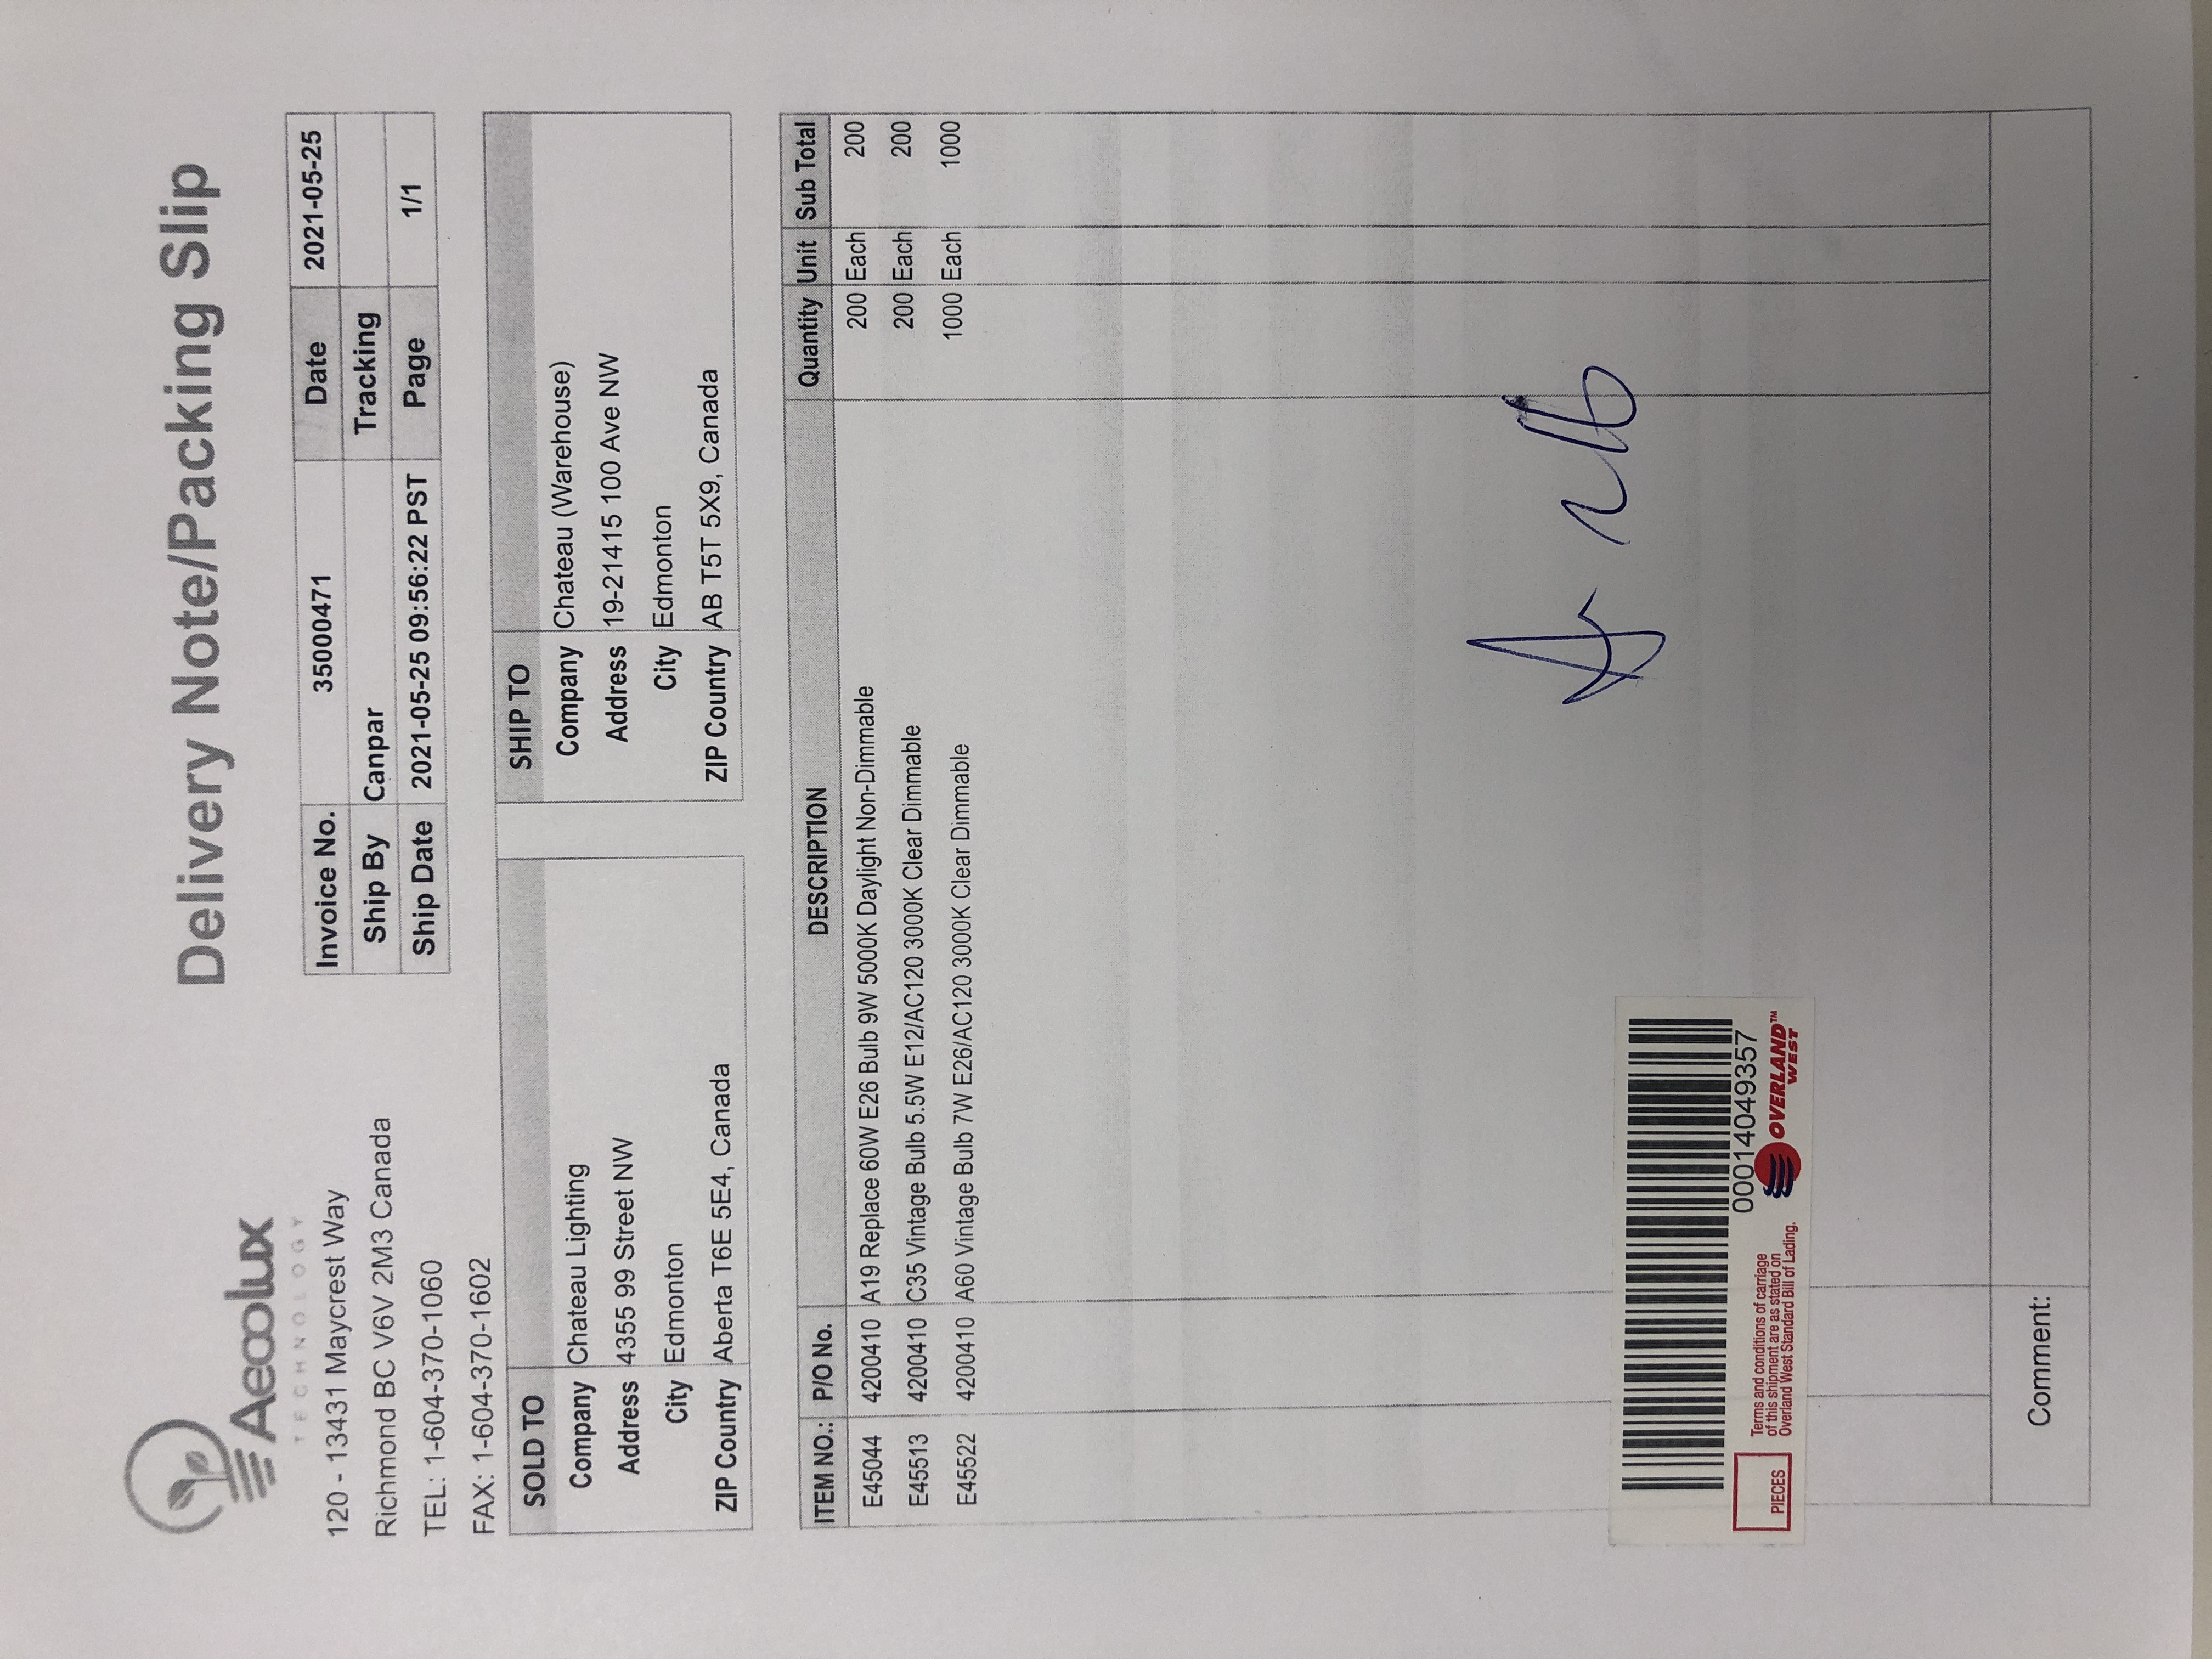 Aeolux
TECHNOLOGY
Delivery Note/Packing Slip
120 - 13431 Maycrest Way
Richmond BC V6V 2M3 Canada
TEL: 1-604-370-1060
FAX: 1-604-370-1602
Invoice No. 35000471 Date 2021-05-25
Ship By Canpar Tracking
Ship Date 2021-05-25 09:56:22 PST Page 1/1
SOLD TO
Company Chateau Lighting
Address 4355 99 Street NW
City Edmonton
ZIP Country Aberta T6E 5E4, Canada
SHIP TO
Company Chateau (Warehouse)
Address 19-21415 100 Ave NW
City Edmonton
ZIP Country AB T5T 5X9, Canada
ITEM NO.: P/O No. DESCRIPTION Quantity Unit Sub Total
E45044 4200410 A19 Replace 60W E26 Bulb 9W 5000K Daylight Non-Dimmable 200 Each 200
E45513 4200410 C35 Vintage Bulb 5.5W E12/AC120 3000K Clear Dimmable 200 Each 200
E45522 4200410 A60 Vintage Bulb 7W E26/AC120 3000K Clear Dimmable 1000 Each 1000
00014049357
PIECES
Terms and conditions of carriage
of this shipment are as stated on
Overland West Standard Bill of Lading.
OVERLAND™
WEST
Comment: